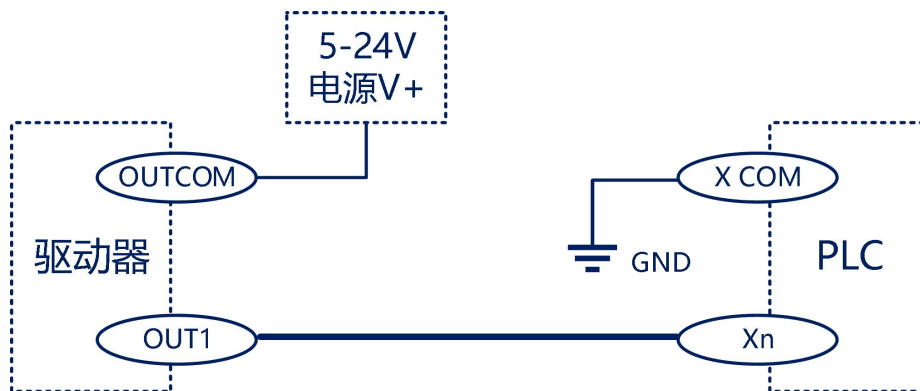 5-24V
电源V+
OUTCOM
X COM
驱动器
GND
PLC
OUT1
Xn